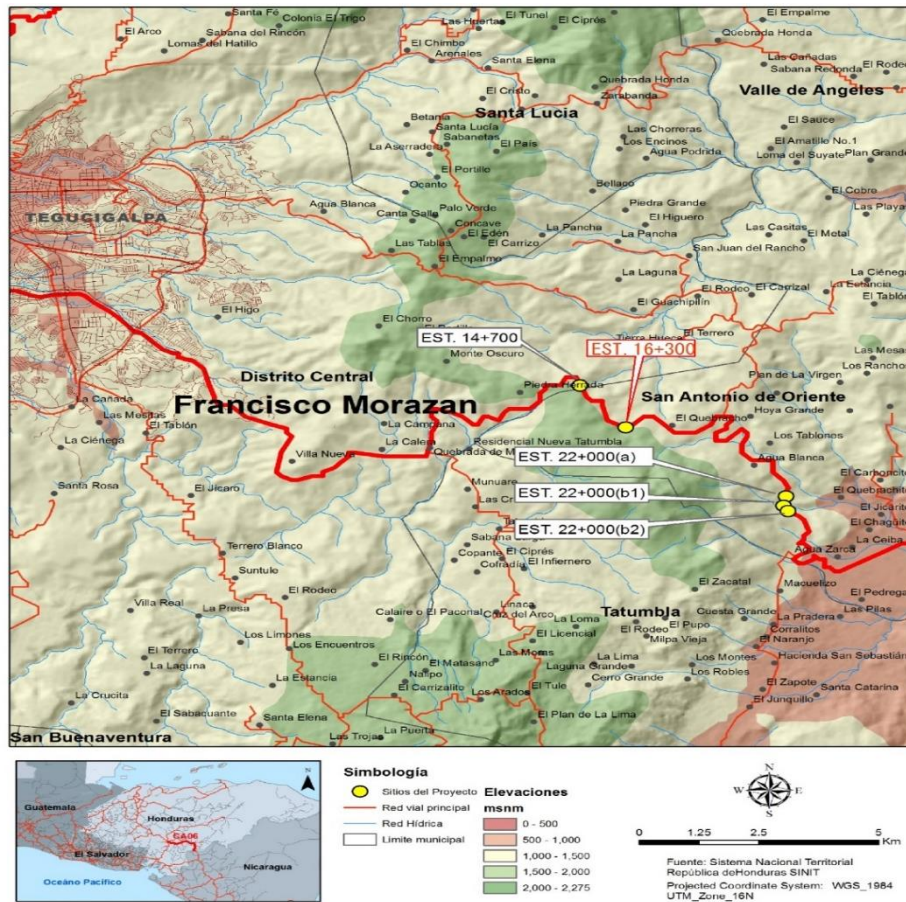 Santa Fé
Colonia El Trigo
El Tunel
El Ciprés
El Empalme
El Arco
Sabana del Rincón
Lomas del Hatillo
Las Huertas
Quebrada Honda
El Chimbo
Arenales
Santa Elena
Las Cañadas
Sabana Redonda
El Rodeo
Quebrada Honda
Zarabanda
Valle de Angeles
El Cristo
Santa Lucia
Betania
Santa Lucía
Sabanetas
La Aserradera
El País
Las Chorreras
Los Encinos
Agua Podrida
El Sauce
El Amatillo No.1
Loma del Suyate
Plan Grande
El Portillo
Ocanto
Bellago
El Cobre
Las Playa
TEGUCIGALPA
Agua Blanca
Palo Verde
Canta Gallo
Concave
El Edén
El Carrizo
Las Tablas
El Empalme
La Pancha
Piedra Grande
El Higuero
La Pancha
Las Casitas
El Metal
San Juan del Rancho
La Laguna
La Ciénega
La Estancia
El Rodeo
El Carrizal
El Tablón
El Guachipilín
El Higo
El Chorro
EST. 14+700
Monte Oscuro
EST. 16+300
El Terrero
Las Mesas
Los Rancho
Plan de La Virgen
Distrito Central
Piedra Herrada
San Antonio de Oriente
Francisco Morazan
La Cañada
Las Mesitas
El Tablón
La Ciénega
La Campana
La Calera
El Quebracho
Hoya Grande
Los Tablones
Residencial Nueva Tatumbla
Quebrada de M
Villa Nueva
EST. 22+000(a)
Agua Blanca
El Carboncito
El Quebrachito
Santa Rosa
El Jícaro
Munuare
EST. 22+000(b1)
El Jicarito
El Chagüite
EST. 22+000(b2)
La Ceiba
Agua Zarca
Terrero Blanco
Suntule
Copante
El Ciprés
Cofradía
El Infiernero
El Zacatal
Macuelizo
El Pedrega
Villa Real
La Presa
El Rodeo
Calaire o El Paconal
Linaca
Cruz del Arco
La Loma
Tatumbla
Cuesta Grande
La Pradera
Las Pilas
Corralitos
Los Limones
El Licencial
El Rodeo
El Pupo
Milpa Vieja
El Naranjo
El Terrero
La Laguna
Los Encuentros
El Rincón
El Matasano
Las Moras
La Lima
Laguna Grande
Los Montes
Hacienda San Sebastián
La Crucita
La Estancia
Nalipo
El Carrizalito
Los Arados
El Tule
Cerro Grande
Los Robles
El Zapote
Santa Catarina
El Junquillo
El Sabaquante
Santa Elena
Las Trojas
La Puerta
El Plan de La Lima
San Buenaventura
Guatemala
Honduras
CA06
El Salvador
Nicaragua
Océano Pacífico
N
Simbología
Sitios del Proyecto
Red vial principal
Red Hídrica
Limite municipal
Elevaciones
msnm
0 - 500
500 - 1,000
1,000 - 1,500
1,500 - 2,000
2,000 - 2,275
N
W
E
S
0 1.25 2.5 5
Km
Fuente: Sistema Nacional Territorial
República deHonduras SINIT
Projected Coordinate System: WGS_1984
UTM_Zone_16N